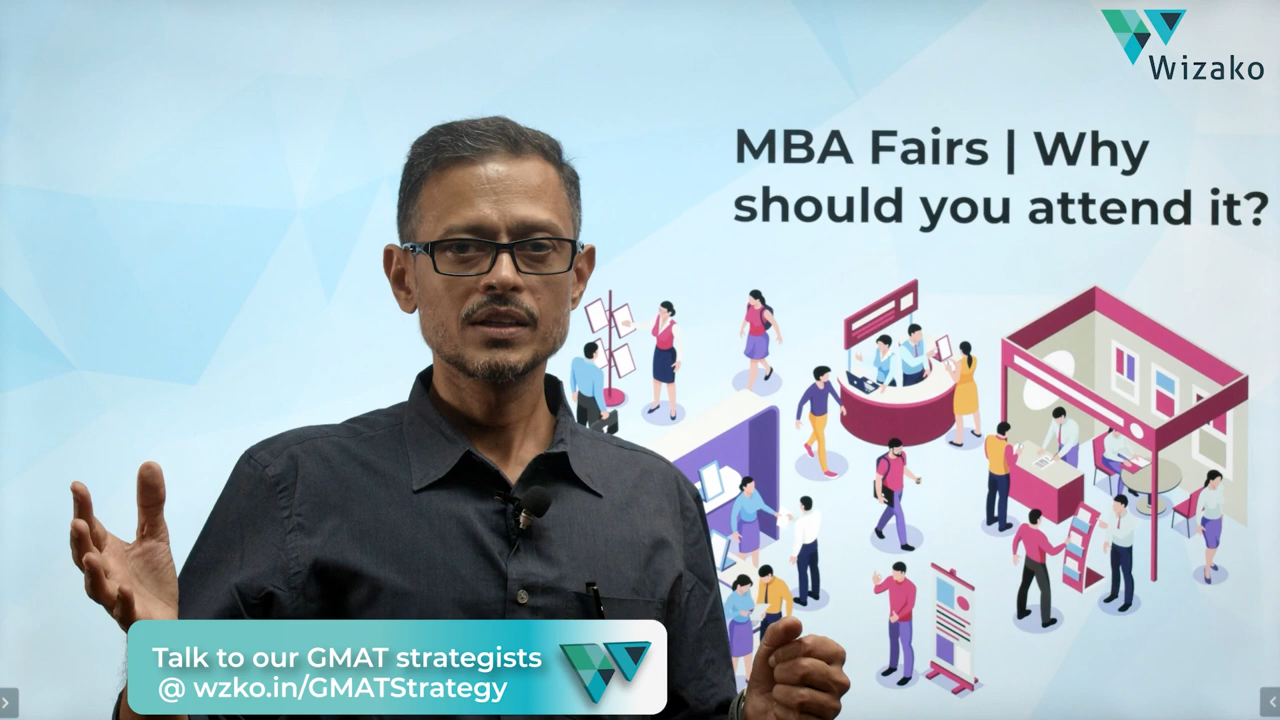 Wizako
MBA Fairs | Why
should you attend it?
Talk to our GMAT strategists
@ wzko.in/GMATStrategy